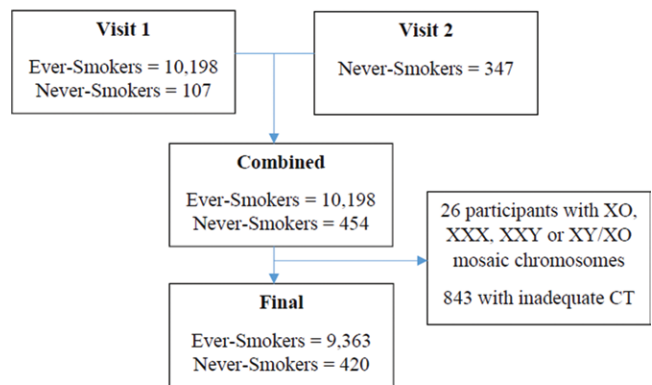 Visit 1
Ever-Smokers = 10,198
Never-Smokers = 107
Visit 2
Never-Smokers = 347
Combined
Ever-Smokers = 10,198
Never-Smokers = 454
26 participants with XO,
XXX, XXY or XY/XO
mosaic chromosomes
843 with inadequate CT
Final
Ever-Smokers = 9,363
Never-Smokers = 420